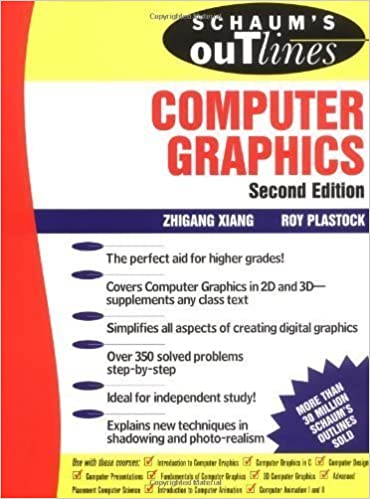 SCHAUM'S
ouTlines
COMPUTER
GRAPHICS
Second Edition
ZHIGANG XIANG ROY PLASTOCK
The perfect aid for higher grades!
Covers Computer Graphics in 2D and 3D—
supplements any class text
Simplifies all aspects of creating digital graphics
Over 350 solved problems
step-by-step
Ideal for independent study!
Explains new techniques in
shadowing and photo-realism
MORE THAN
30 MILLION
SCHAUM'S
OUTLINES
SOLD
Use with these courses: Introduction to Computer Graphics Computer Graphics in C Computer Design
Computer Presentations Fundamentals of Computer Graphics 3D Computer Graphics Advanced
Placement Computer Science Introduction to Computer Animation Computer Animation I and II